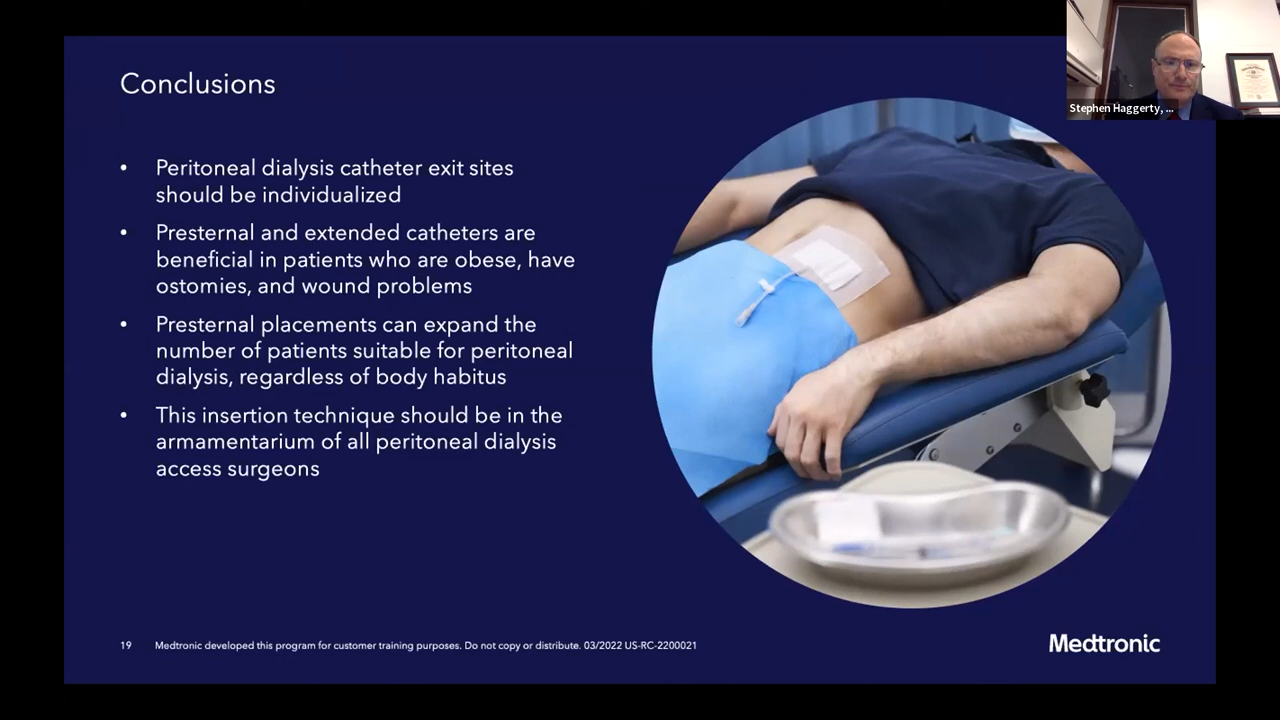 Conclusions
Stephen Haggerty, ...
• Peritoneal dialysis catheter exit sites
should be individualized
• Presternal and extended catheters are
beneficial in patients who are obese, have
ostomies, and wound problems
• Presternal placements can expand the
number of patients suitable for peritoneal
dialysis, regardless of body habitus
• This insertion technique should be in the
armamentarium of all peritoneal dialysis
access surgeons
19 Medtronic developed this program for customer training purposes. Do not copy or distribute. 03/2022 US-RC-2200021
Medtronic